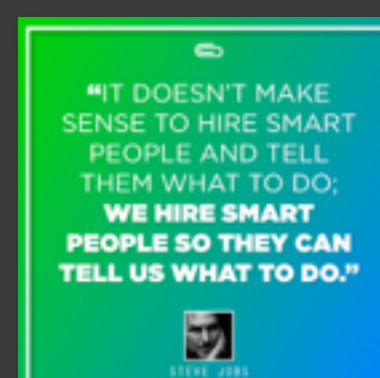 “IT DOESN’T MAKE
SENSE TO HIRE SMART
PEOPLE AND TELL
THEM WHAT TO DO;
WE HIRE SMART
PEOPLE SO THEY CAN
TELL US WHAT TO DO.”
STEVE JOBS